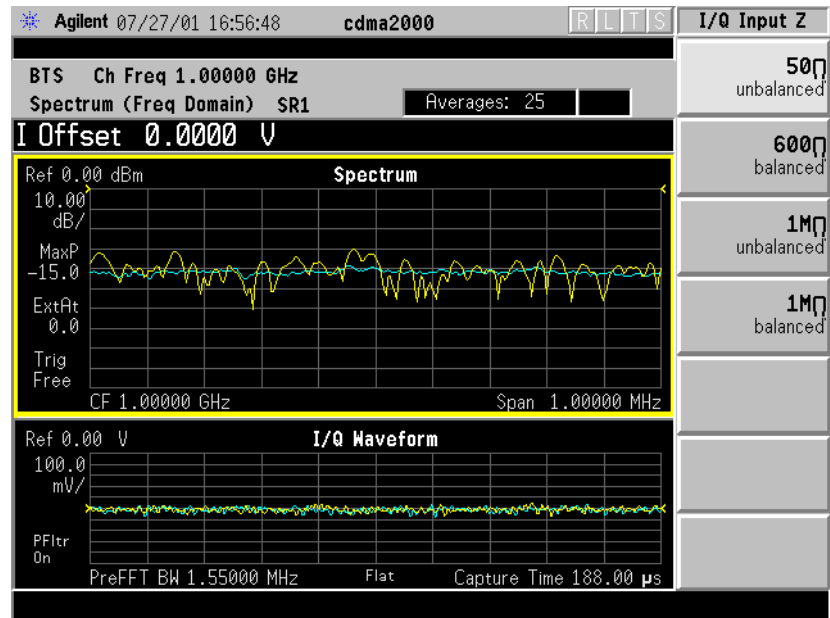 Agilent 07/27/01 16:56:48 cdma2000 R L T S I/Q Input Z
BTS Ch Freq 1.00000 GHz
Spectrum (Freq Domain) SR1 Averages: 25
I Offset 0.0000 V
Ref 0.00 dBm Spectrum
10.00
dB/
MaxP
-15.0
ExtAt
0.0
Trig
Free
CF 1.00000 GHz Span 1.00000 MHz
Ref 0.00 V I/Q Waveform
100.0
mV/
PFltr
On
PreFFT BW 1.55000 MHz Flat Capture Time 188.00 µs
50Ω
unbalanced
600Ω
balanced
1MΩ
unbalanced
1MΩ
balanced